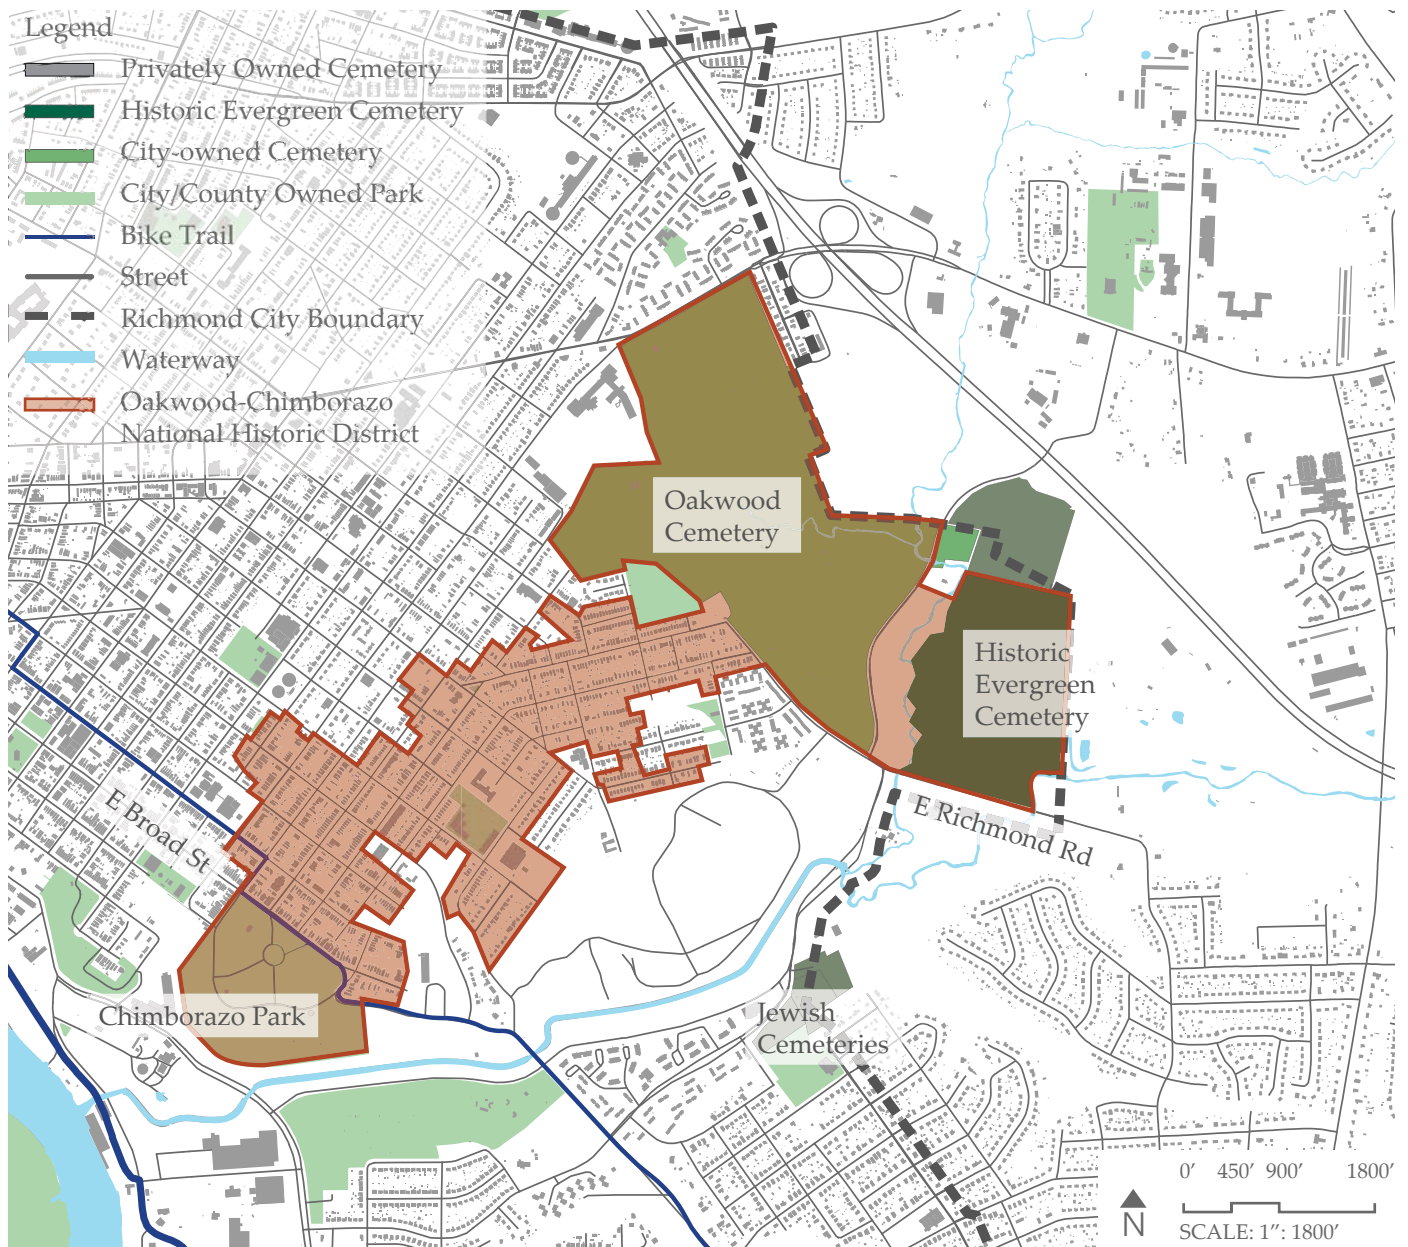 Legend
Privately Owned Cemetery
Historic Evergreen Cemetery
City-owned Cemetery
City/County Owned Park
Bike Trail
Street
Richmond City Boundary
Waterway
Oakwood-Chimborazo
National Historic District
Oakwood
Cemetery
Historic
Evergreen
Cemetery
E Broad St
E Richmond Rd
Chimborazo Park
Jewish
Cemeteries
0' 450' 900' 1800'
N
SCALE: 1": 1800'